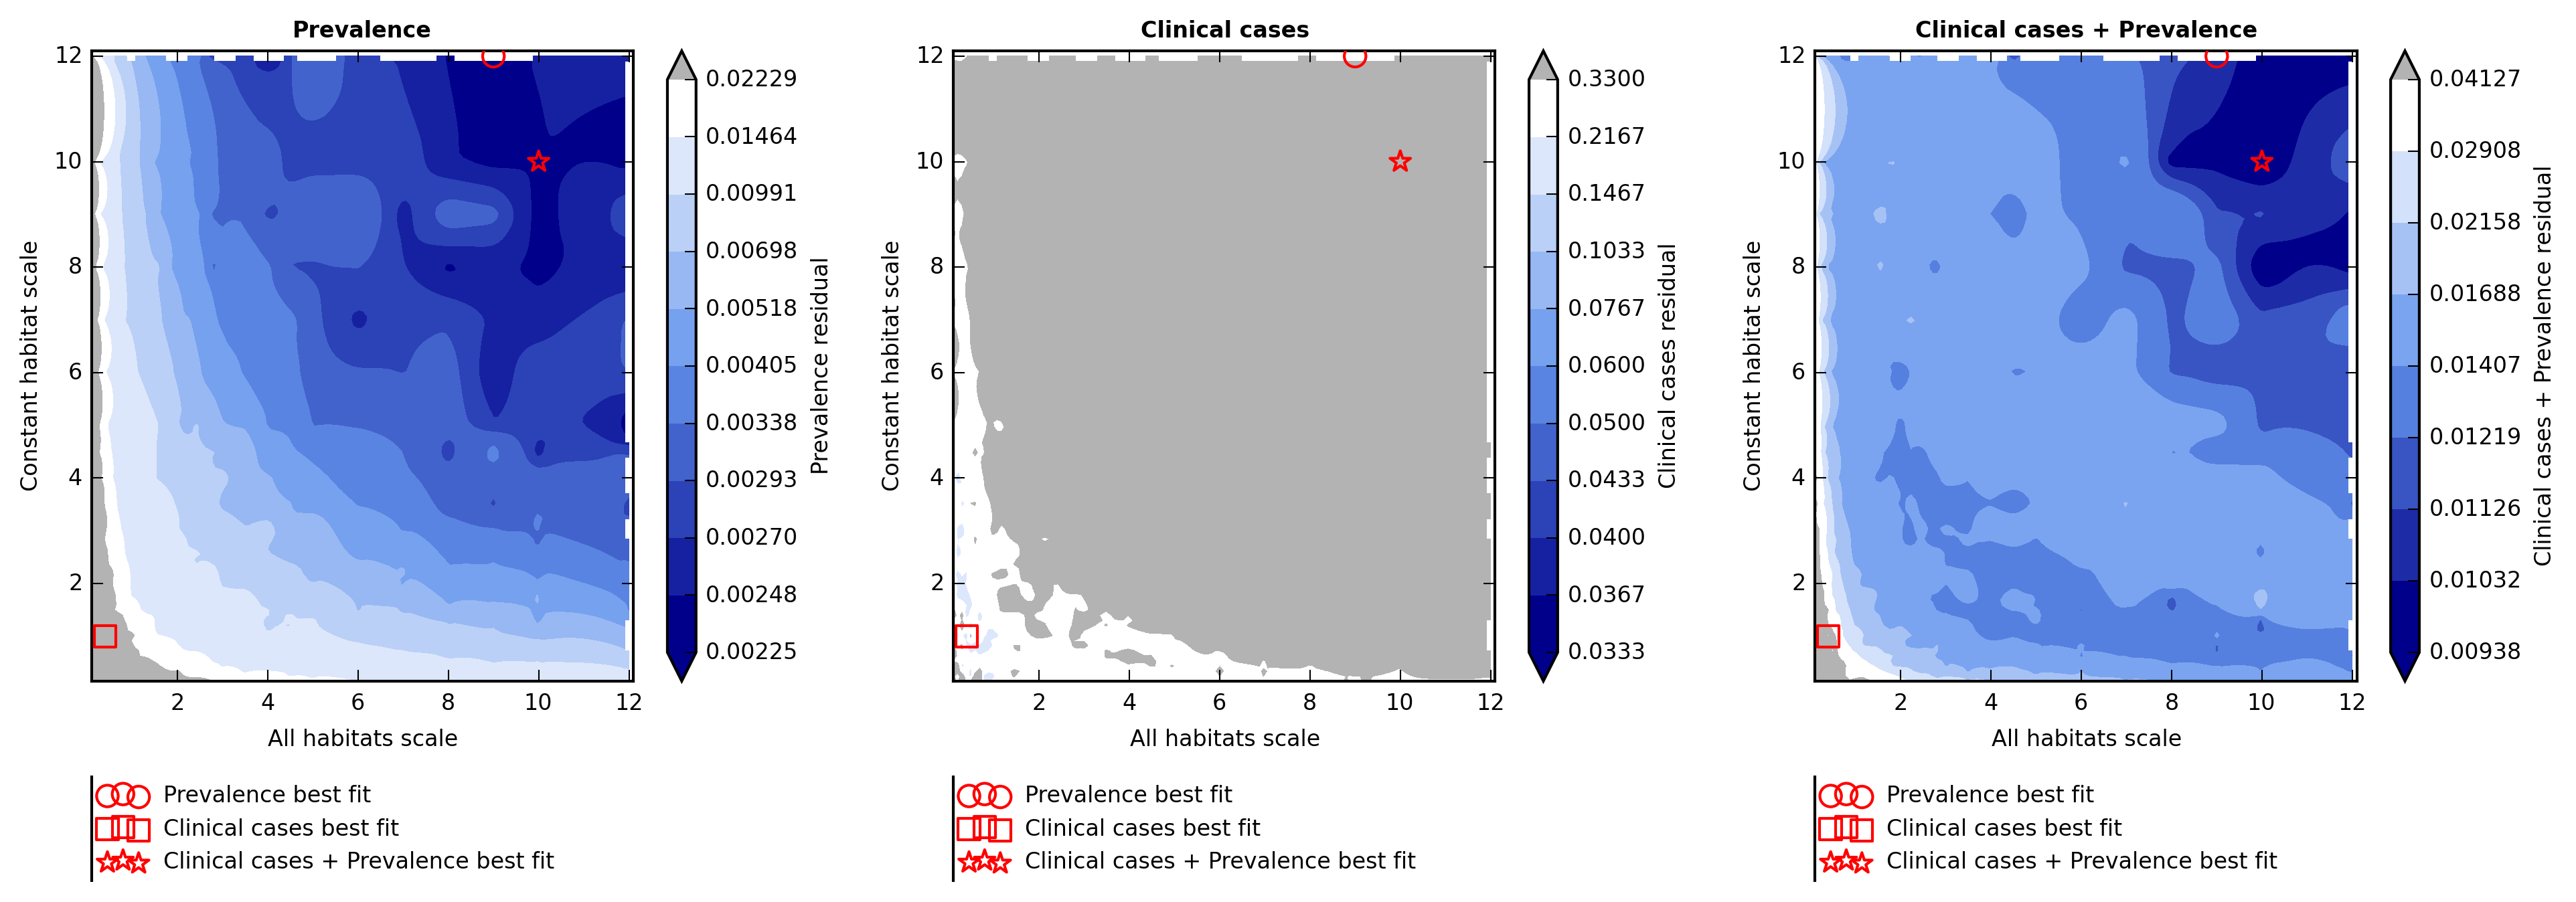 Prevalence
12
10
8
6
4
2
2 4 6 8 10 12
Constant habitat scale
All habitats scale
0.02229
0.01464
0.00991
0.00698
0.00518
0.00405
0.00338
0.00293
0.00270
0.00248
0.00225
Prevalence residual
Prevalence best fit
Clinical cases best fit
Clinical cases + Prevalence best fit
Clinical cases
12
10
8
6
4
2
2 4 6 8 10 12
Constant habitat scale
All habitats scale
0.3300
0.2167
0.1467
0.1033
0.0767
0.0600
0.0500
0.0433
0.0400
0.0367
0.0333
Clinical cases residual
Prevalence best fit
Clinical cases best fit
Clinical cases + Prevalence best fit
Clinical cases + Prevalence
12
10
8
6
4
2
2 4 6 8 10 12
Constant habitat scale
All habitats scale
0.04127
0.02908
0.02158
0.01688
0.01407
0.01219
0.01126
0.01032
0.00938
Clinical cases + Prevalence residual
Prevalence best fit
Clinical cases best fit
Clinical cases + Prevalence best fit